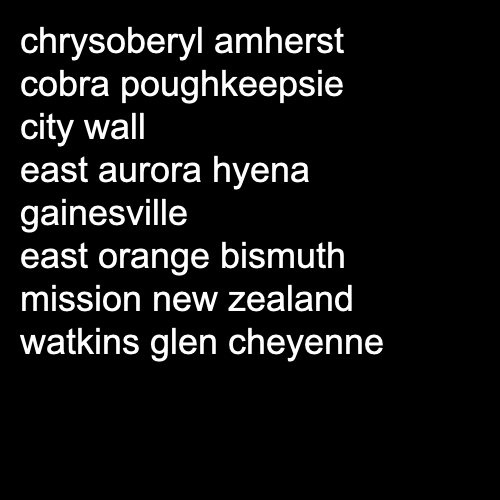 chrysoberyl amherst
cobra poughkeepsie
city wall
east aurora hyena
gainesville
east orange bismuth
mission new zealand
watkins glen cheyenne